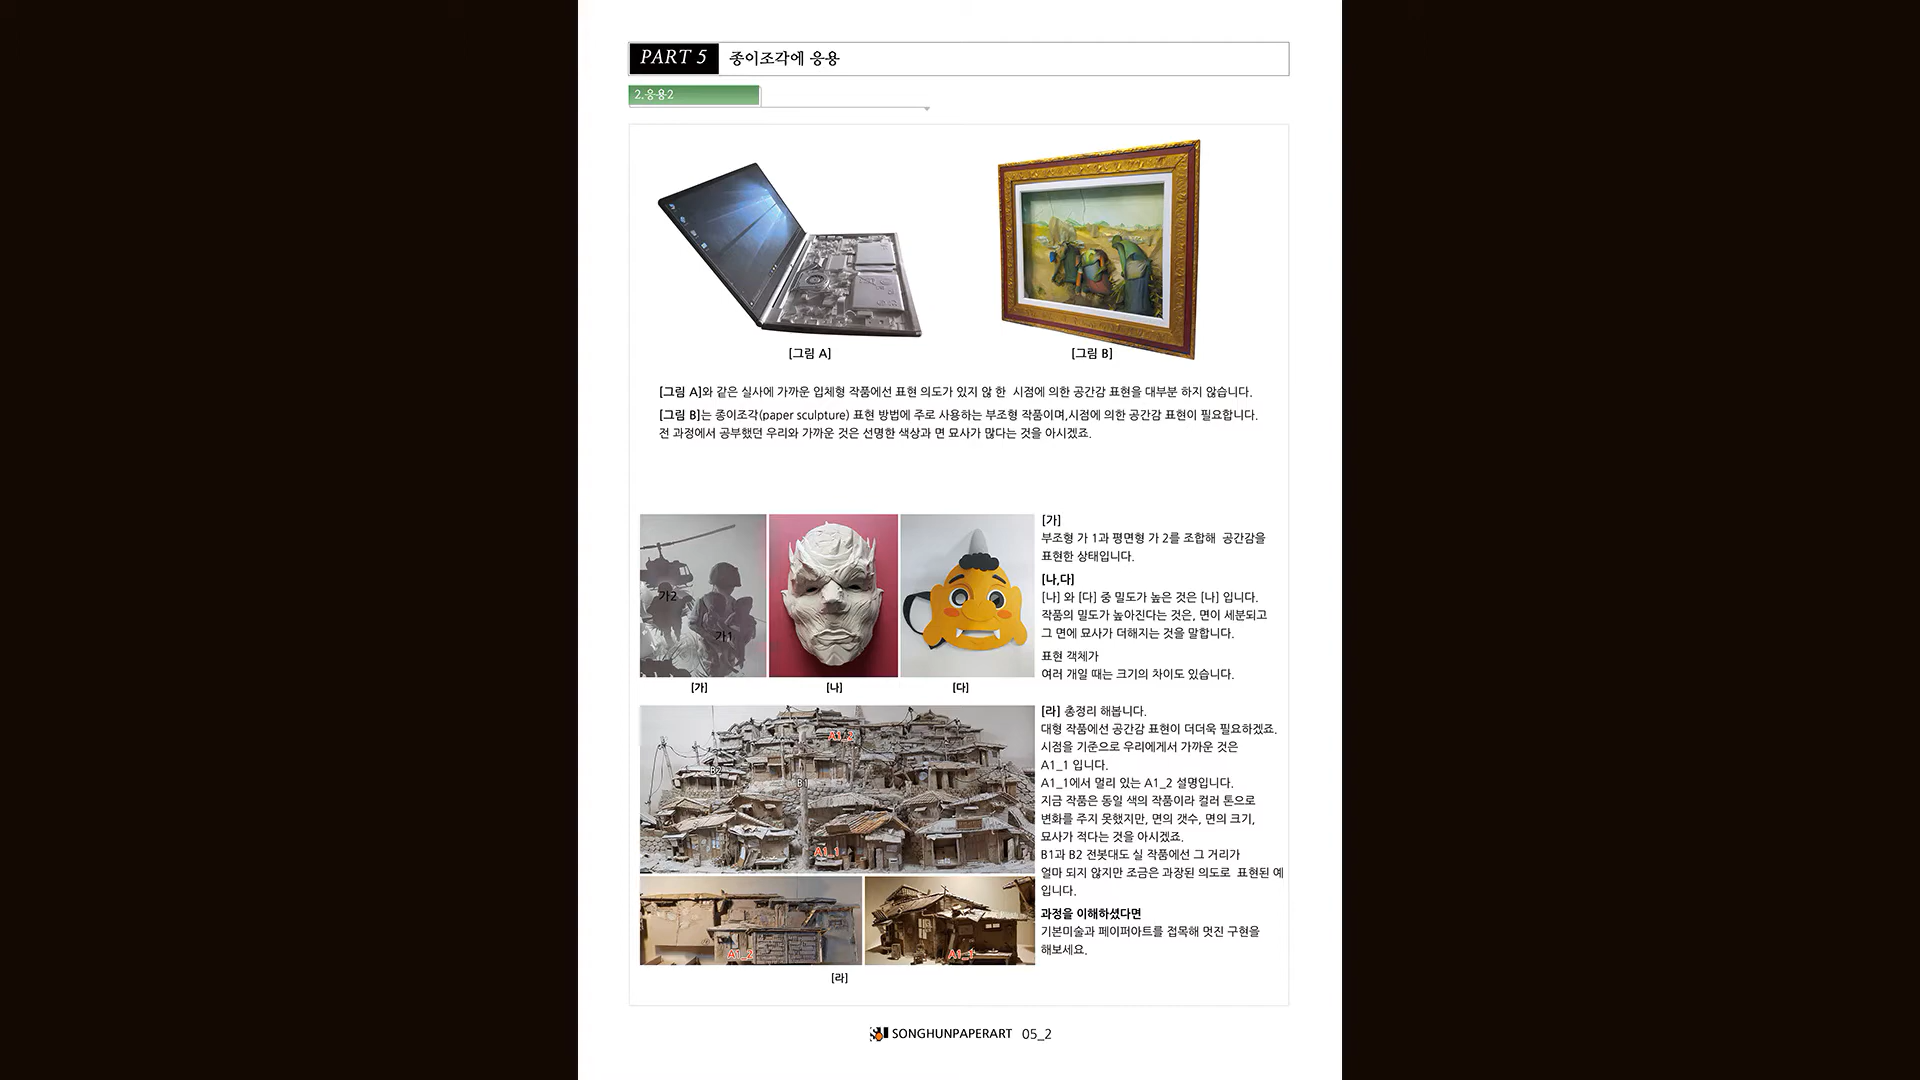 PART 5 종이조각에 응용
2.응용2
[그림 A]
[그림 B]
[그림 A]와 같은 실사에 가까운 입체형 작품에선 표현 의도가 있지 않 한 시점에 의한 공간감 표현을 대부분 하지 않습니다.
[그림 B]는 종이조각(paper sculpture) 표현 방법에 주로 사용하는 부조형 작품이며,시점에 의한 공간감 표현이 필요합니다.
전 과정에서 공부했던 우리와 가까운 것은 선명한 색상과 면 묘사가 많다는 것을 아시겠죠.
가2
가1
[가]
[나]
[다]
[가]
부조형 가 1과 평면형 가 2를 조합해 공간감을
표현한 상태입니다.
[나,다]
[나] 와 [다] 중 밀도가 높은 것은 [나] 입니다.
작품의 밀도가 높아진다는 것은, 면이 세분되고
그 면에 묘사가 더해지는 것을 말합니다.
표현 객체가
여러 개일 때는 크기의 차이도 있습니다.
A1_2
B2
B1
A1_1
A1_2
A1_1
[라]
[라] 총정리 해봅니다.
대형 작품에선 공간감 표현이 더더욱 필요하겠죠.
시점을 기준으로 우리에게서 가까운 것은
A1_1 입니다.
A1_1에서 멀리 있는 A1_2 설명입니다.
지금 작품은 동일 색의 작품이라 컬러 톤으로
변화를 주지 못했지만, 면의 갯수, 면의 크기,
묘사가 적다는 것을 아시겠죠.
B1과 B2 전봇대도 실 작품에선 그 거리가
얼마 되지 않지만 조금은 과장된 의도로 표현된 예
입니다.
과정을 이해하셨다면
기본미술과 페이퍼아트를 접목해 멋진 구현을
해보세요.
SONGHUNPAPERART 05_2